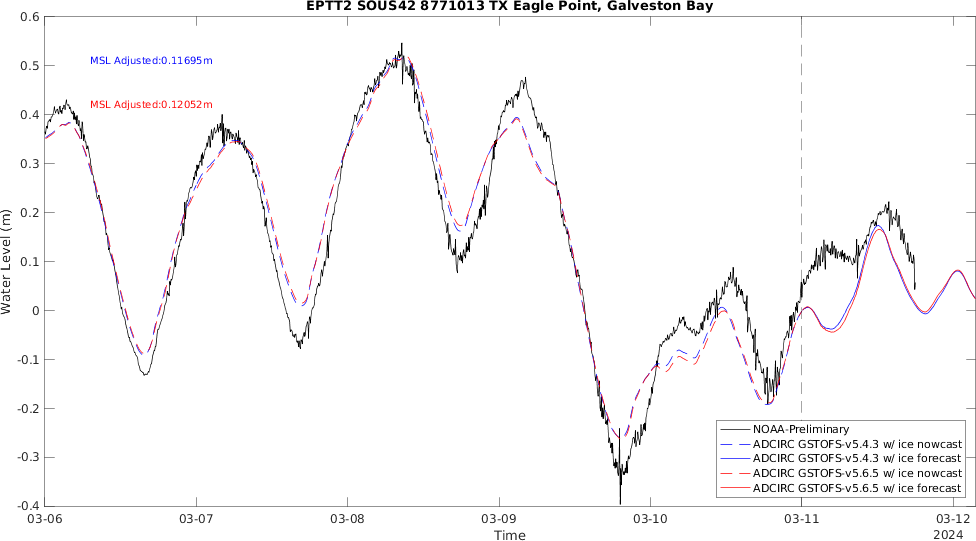 EPTT2 SOUS42 8771013 TX Eagle Point, Galveston Bay
0.6
0.5
0.4
0.3
0.2
0.1
0
-0.1
-0.2
-0.3
-0.4
Water Level (m)
MSL Adjusted:0.11695m
MSL Adjusted:0.12052m
NOAA-Preliminary
ADCIRC GSTOFS-v5.4.3 w/ ice nowcast
ADCIRC GSTOFS-v5.4.3 w/ ice forecast
ADCIRC GSTOFS-v5.6.5 w/ ice nowcast
ADCIRC GSTOFS-v5.6.5 w/ ice forecast
03-06 03-07 03-08 03-09 03-10 03-11 03-12
2024
Time